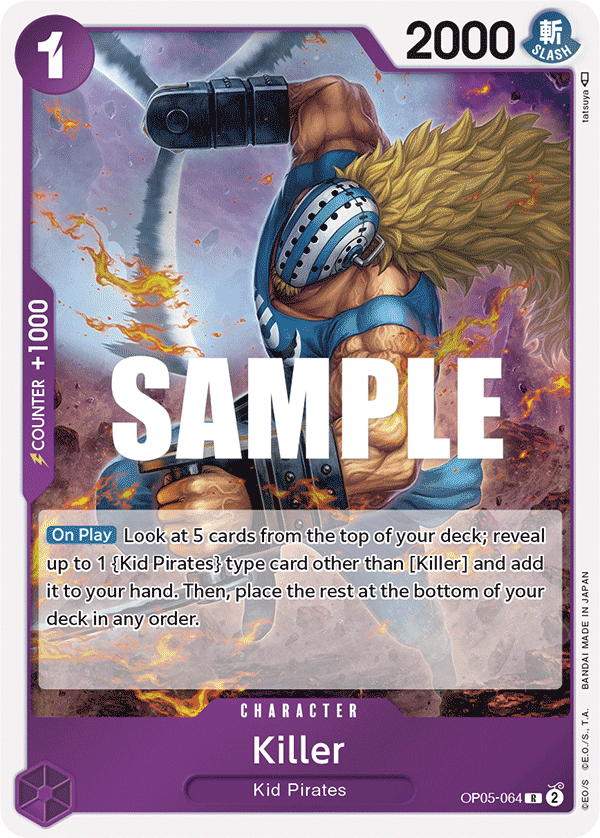 1
2000
斬
SLASH
tatsuya
COUNTER +1000
SAMPLE
On Play Look at 5 cards from the top of your deck; reveal
up to 1 {Kid Pirates} type card other than [Killer] and add
it to your hand. Then, place the rest at the bottom of your
deck in any order.
CHARACTER
Killer
Kid Pirates
OP05-064 R 2
©EO/S ©E.O./S., T.A. BANDAI MADE IN JAPAN